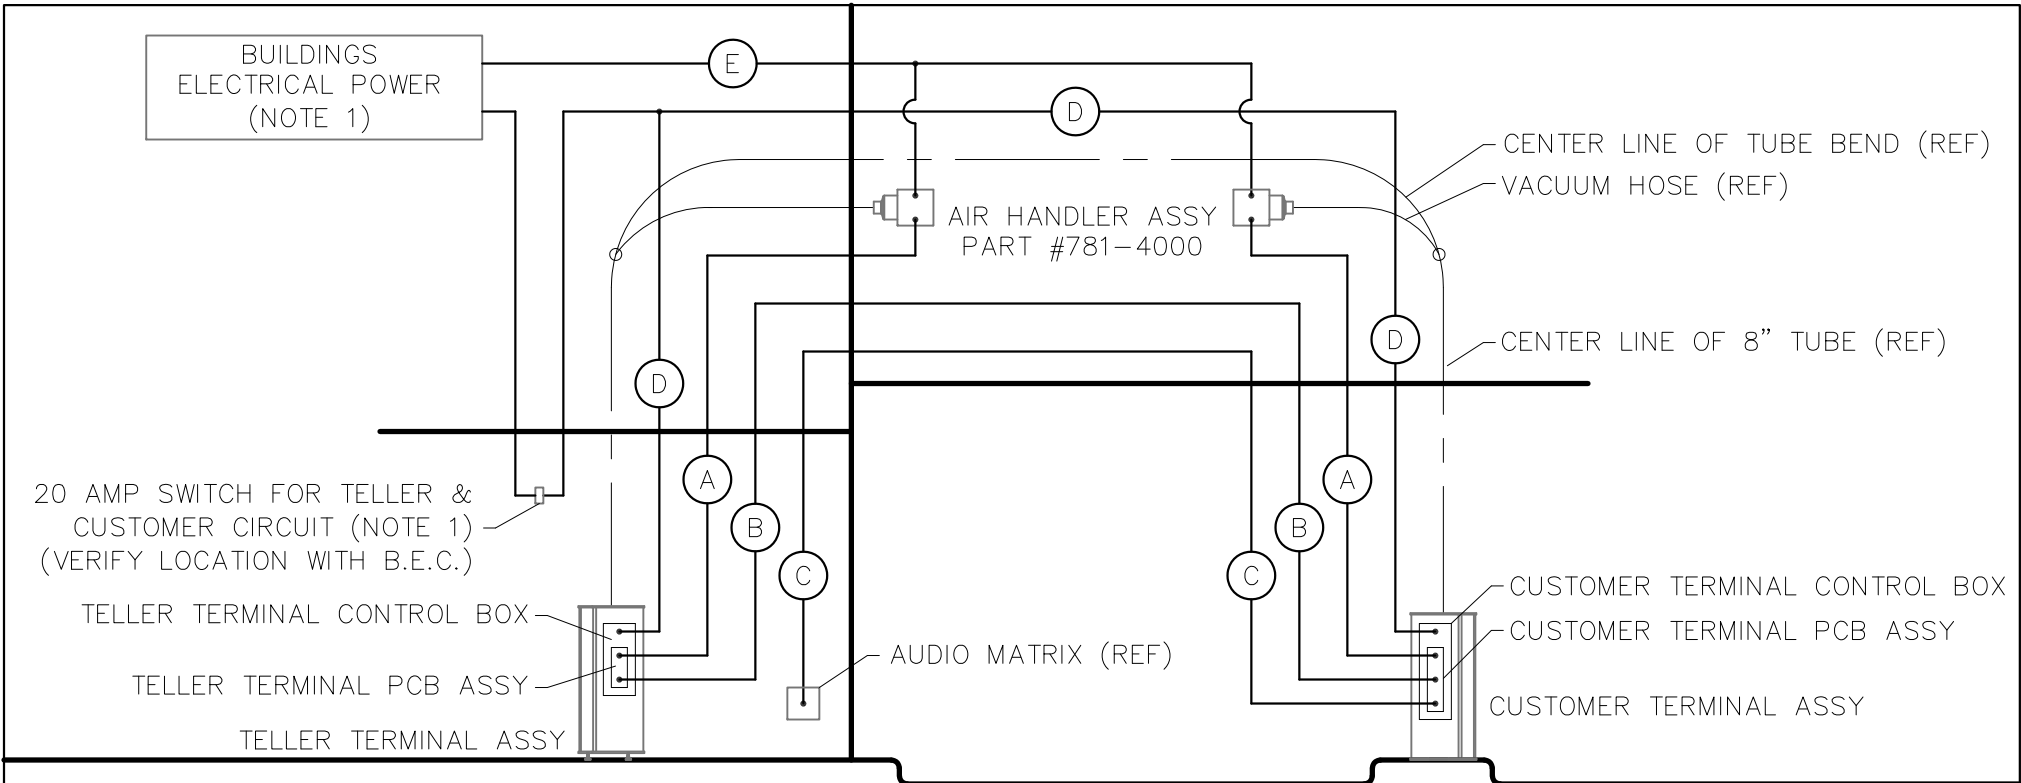 BUILDINGS
ELECTRICAL POWER
(NOTE 1)
E
D
CENTER LINE OF TUBE BEND (REF)
VACUUM HOSE (REF)
AIR HANDLER ASSY
PART #781-4000
D
CENTER LINE OF 8" TUBE (REF)
D
A
A
20 AMP SWITCH FOR TELLER &
CUSTOMER CIRCUIT (NOTE 1)
(VERIFY LOCATION WITH B.E.C.)
B
B
C
C
TELLER TERMINAL CONTROL BOX
TELLER TERMINAL PCB ASSY
TELLER TERMINAL ASSY
AUDIO MATRIX (REF)
CUSTOMER TERMINAL CONTROL BOX
CUSTOMER TERMINAL PCB ASSY
CUSTOMER TERMINAL ASSY